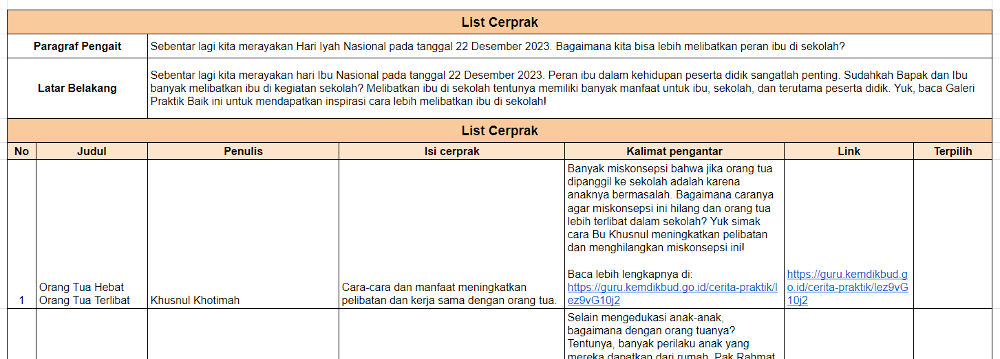 List Cerprak
Paragraf Pengait
Sebentar lagi kita merayakan Hari Iyah Nasional pada tanggal 22 Desember 2023. Bagaimana kita bisa lebih melibatkan peran ibu di sekolah?
Latar Belakang
Sebentar lagi kita merayakan hari Ibu Nasional pada tanggal 22 Desember 2023. Peran ibu dalam kehidupan peserta didik sangatlah penting. Sudahkah Bapak dan Ibu
banyak melibatkan ibu di kegiatan sekolah? Melibatkan ibu di sekolah tentunya memiliki banyak manfaat untuk ibu, sekolah, dan terutama peserta didik. Yuk, baca Galeri
Praktik Baik ini untuk mendapatkan inspirasi cara lebih melibatkan ibu di sekolah!
List Cerprak
No Judul Penulis Isi cerprak Kalimat pengantar Link Terpilih
1
Orang Tua Hebat
Orang Tua Terlibat
Khusnul Khotimah
Cara-cara dan manfaat meningkatkan
pelibatan dan kerja sama dengan orang tua.
Banyak miskonsepsi bahwa jika orang tua
dipanggil ke sekolah adalah karena
anaknya bermasalah. Bagaimana caranya
agar miskonsepsi ini hilang dan orang tua
lebih terlibat dalam sekolah? Yuk simak
cara Bu Khusnul meningkatkan pelibatan
dan menghilangkan miskonsepsi ini!
Baca lebih lengkapnya di:
https://guru.kemdikbud.go.id/cerita-praktik/l
ez9vG10j2
https://guru.kemdikbud.g
o.id/cerita-praktik/lez9vG
10j2
Selain mengedukasi anak-anak,
bagaimana dengan orang tuanya?
Tentunya, banyak perilaku anak yang
mereka dapatkan dari rumah. Pak Rahmat